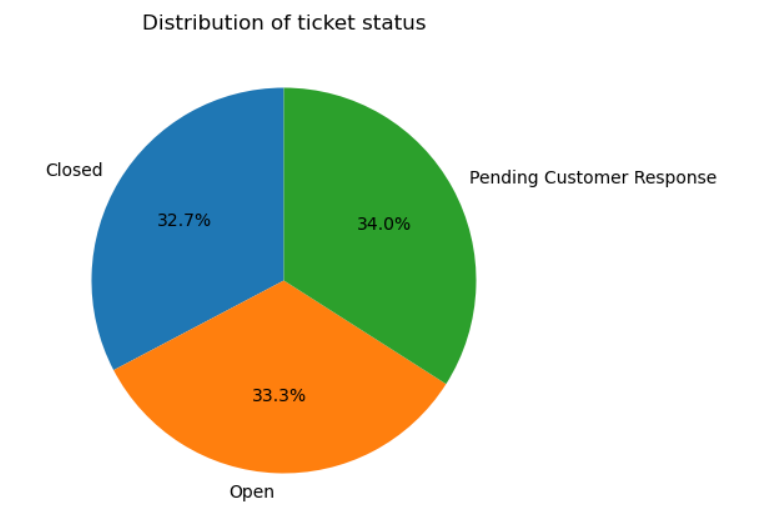 Distribution of ticket status
Closed
Pending Customer Response
32.7%
34.0%
33.3%
Open